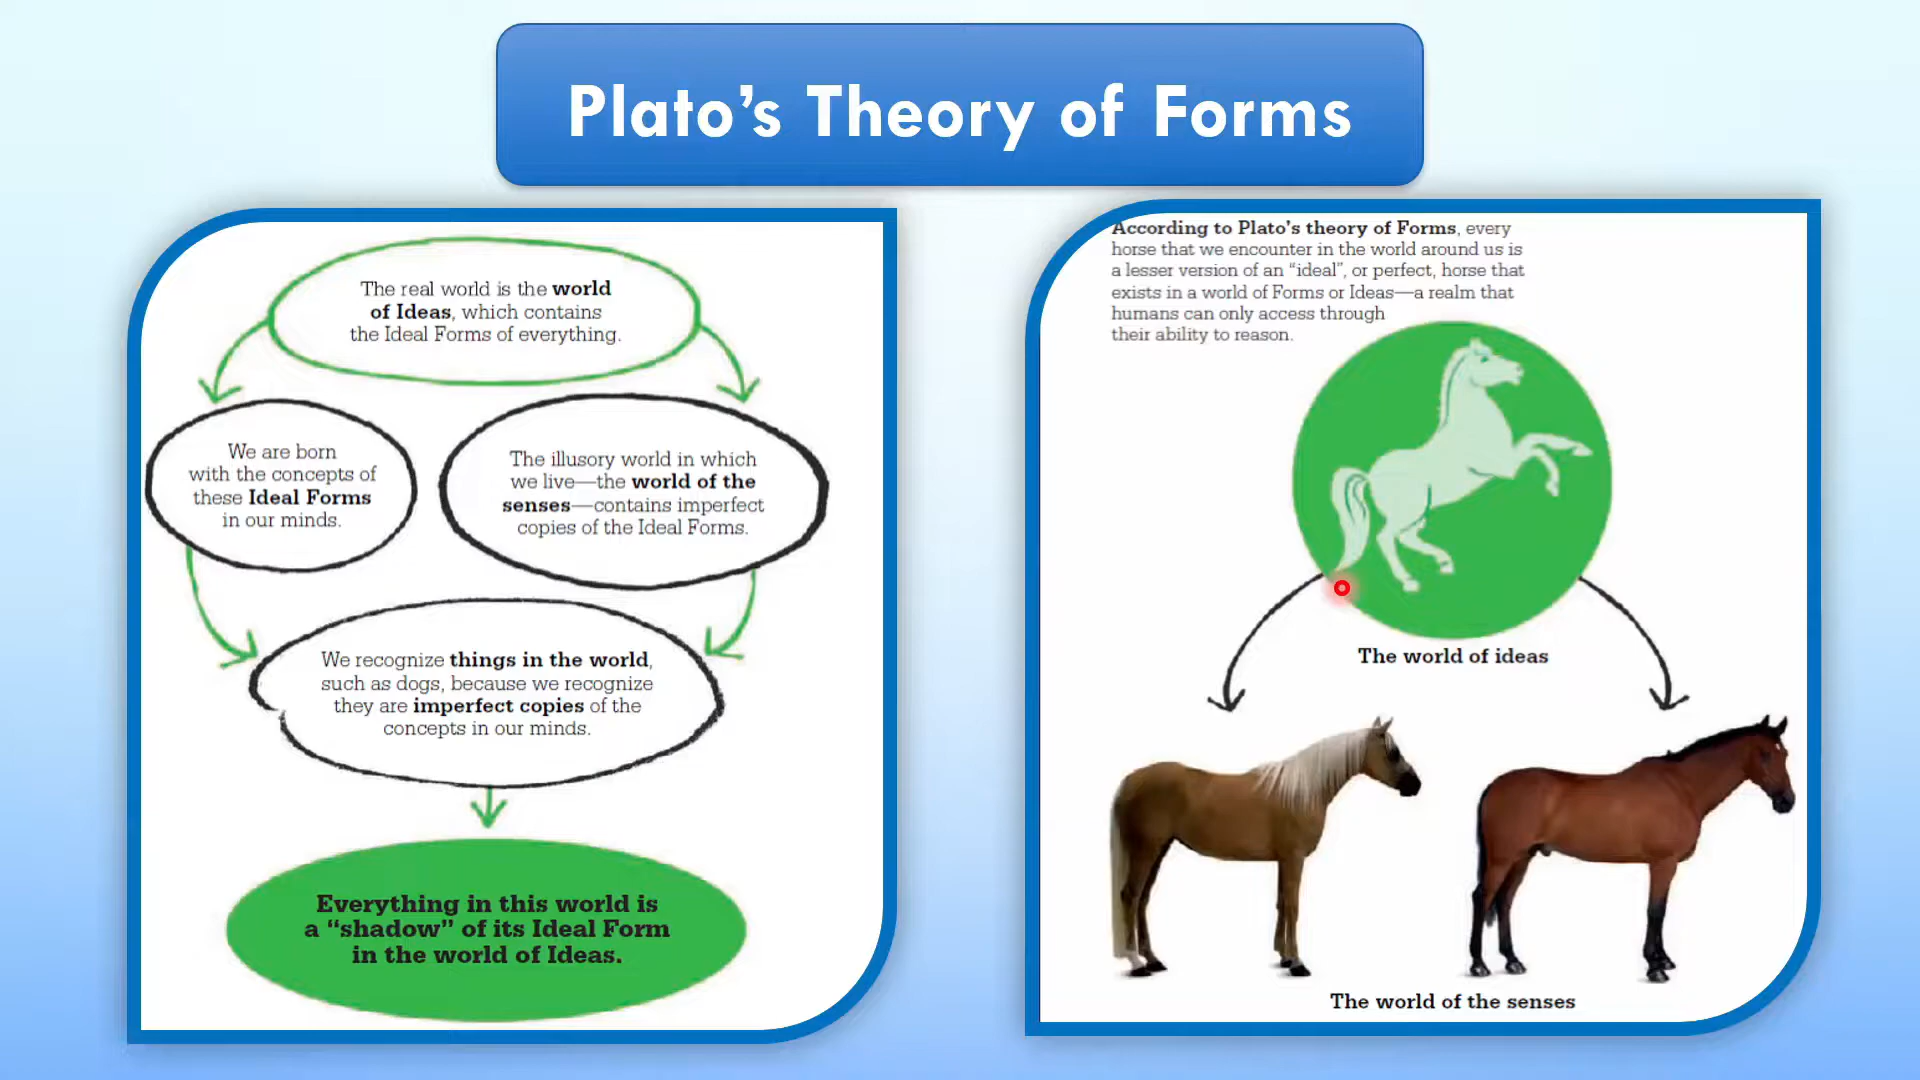 Plato’s Theory of Forms
The real world is the world
of Ideas, which contains
the Ideal Forms of everything.
We are born
with the concepts of
these Ideal Forms
in our minds.
The illusory world in which
we live—the world of the
senses—contains imperfect
copies of the Ideal Forms.
We recognize things in the world,
such as dogs, because we recognize
they are imperfect copies of the
concepts in our minds.
Everything in this world is
a “shadow” of its Ideal Form
in the world of Ideas.
According to Plato’s theory of Forms, every
horse that we encounter in the world around us is
a lesser version of an “ideal”, or perfect, horse that
exists in a world of Forms or Ideas—a realm that
humans can only access through
their ability to reason.
The world of ideas
The world of the senses